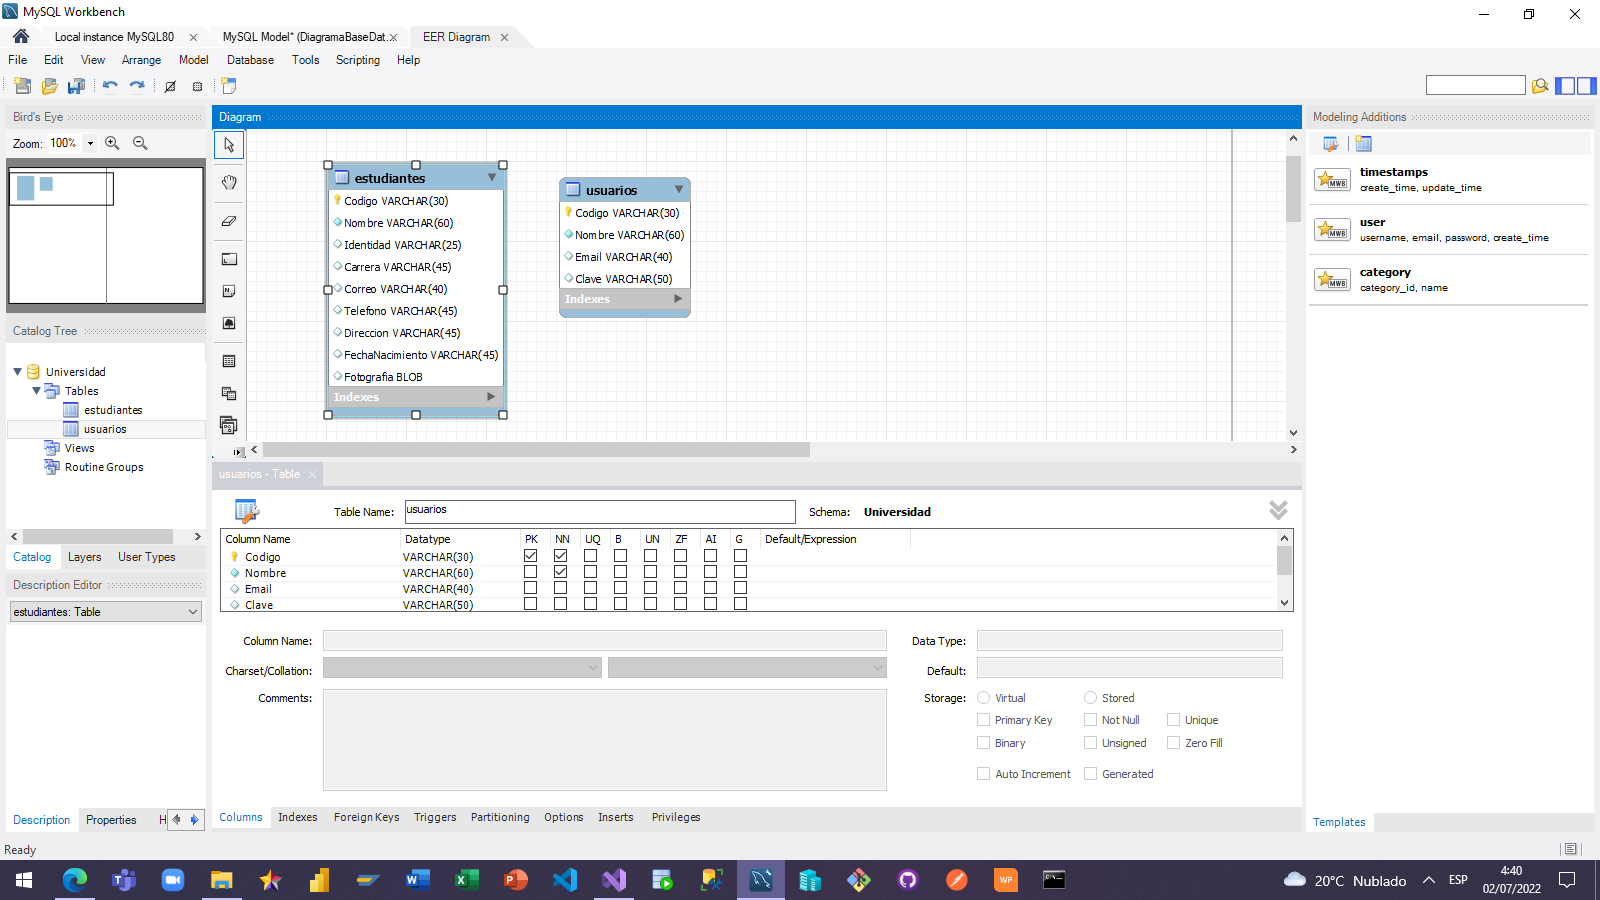 MySQL Workbench
Local instance MySQL80
MySQL Model* (DiagramaBaseDat...
EER Diagram
File Edit View Arrange Model Database Tools Scripting Help
Bird's Eye
Zoom: 100%
Catalog Tree
Universidad
Tables
estudiantes
usuarios
Views
Routine Groups
Catalog Layers User Types
Description Editor
estudiantes: Table
Description Properties H
Diagram
estudiantes
Codigo VARCHAR(30)
Nombre VARCHAR(60)
Identidad VARCHAR(25)
Carrera VARCHAR(45)
Correo VARCHAR(40)
Telefono VARCHAR(45)
Direccion VARCHAR(45)
FechaNacimiento VARCHAR(45)
Fotografia BLOB
Indexes
usuarios
Codigo VARCHAR(30)
Nombre VARCHAR(60)
Email VARCHAR(40)
Clave VARCHAR(50)
Indexes
usuarios - Table
Table Name: usuarios Schema: Universidad
Column Name Datatype PK NN UQ B UN ZF AI G Default/Expression
Codigo VARCHAR(30)
Nombre VARCHAR(60)
Email VARCHAR(40)
Clave VARCHAR(50)
Column Name: Data Type:
Charset/Collation: Default:
Comments: Storage: Virtual Stored
Primary Key Not Null Unique
Binary Unsigned Zero Fill
Auto Increment Generated
Columns Indexes Foreign Keys Triggers Partitioning Options Inserts Privileges
Modeling Additions
MWB
timestamps
create_time, update_time
MWB
user
username, email, password, create_time
MWB
category
category_id, name
Templates
Ready
WF
20°C Nublado
ESP
4:40
02/07/2022